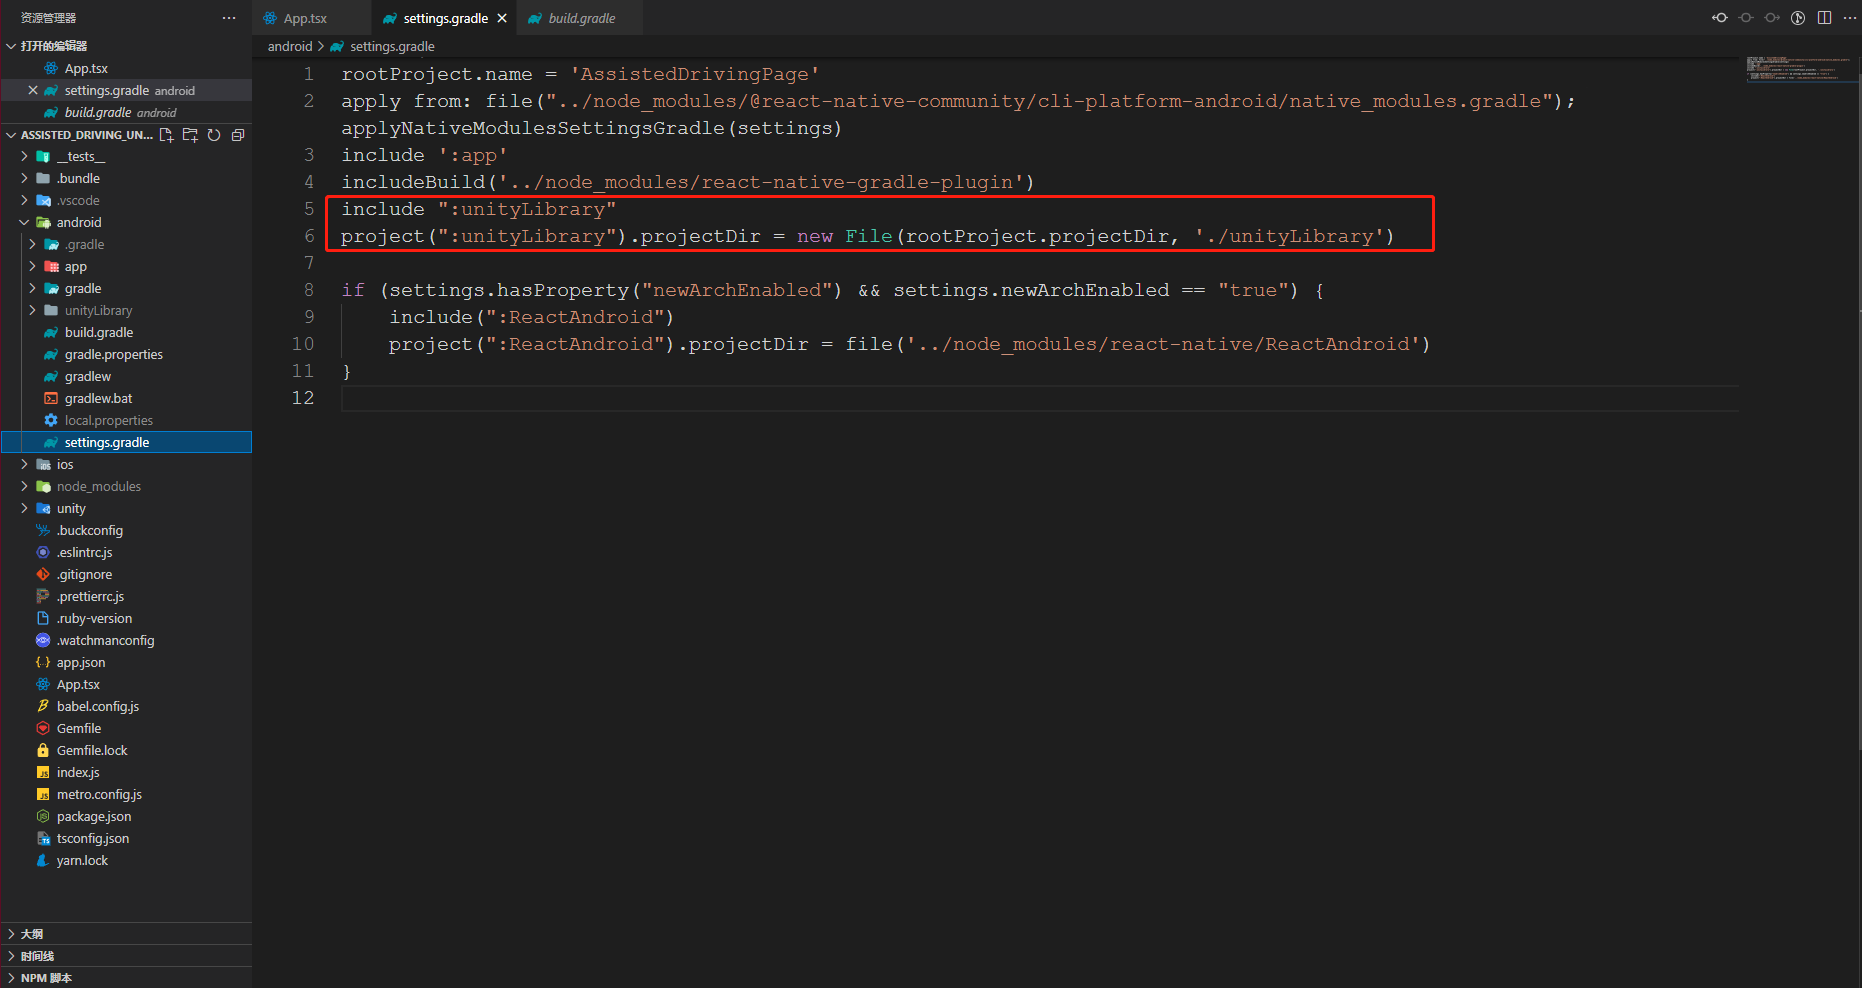 资源管理器
打开的编辑器
App.tsx
settings.gradle android
build.gradle android
ASSISTED_DRIVING_UN...
__tests__
.bundle
.vscode
android
.gradle
app
gradle
unityLibrary
build.gradle
gradle.properties
gradlew
gradlew.bat
local.properties
settings.gradle
ios
node_modules
unity
.buckconfig
.eslintrc.js
.gitignore
.prettierrc.js
.ruby-version
.watchmanconfig
app.json
App.tsx
babel.config.js
Gemfile
Gemfile.lock
index.js
metro.config.js
package.json
tsconfig.json
yarn.lock
大纲
时间线
NPM 脚本
App.tsx
settings.gradle
build.gradle
android > settings.gradle
1 rootProject.name = 'AssistedDrivingPage'
2 apply from: file("../node_modules/@react-native-community/cli-platform-android/native_modules.gradle");
applyNativeModulesSettingsGradle(settings)
3 include ':app'
4 includeBuild('../node_modules/react-native-gradle-plugin')
5 include ":unityLibrary"
6 project(":unityLibrary").projectDir = new File(rootProject.projectDir, './unityLibrary')
7
8 if (settings.hasProperty("newArchEnabled") && settings.newArchEnabled == "true") {
9 include(":ReactAndroid")
10 project(":ReactAndroid").projectDir = file('../node_modules/react-native/ReactAndroid')
11 }
12